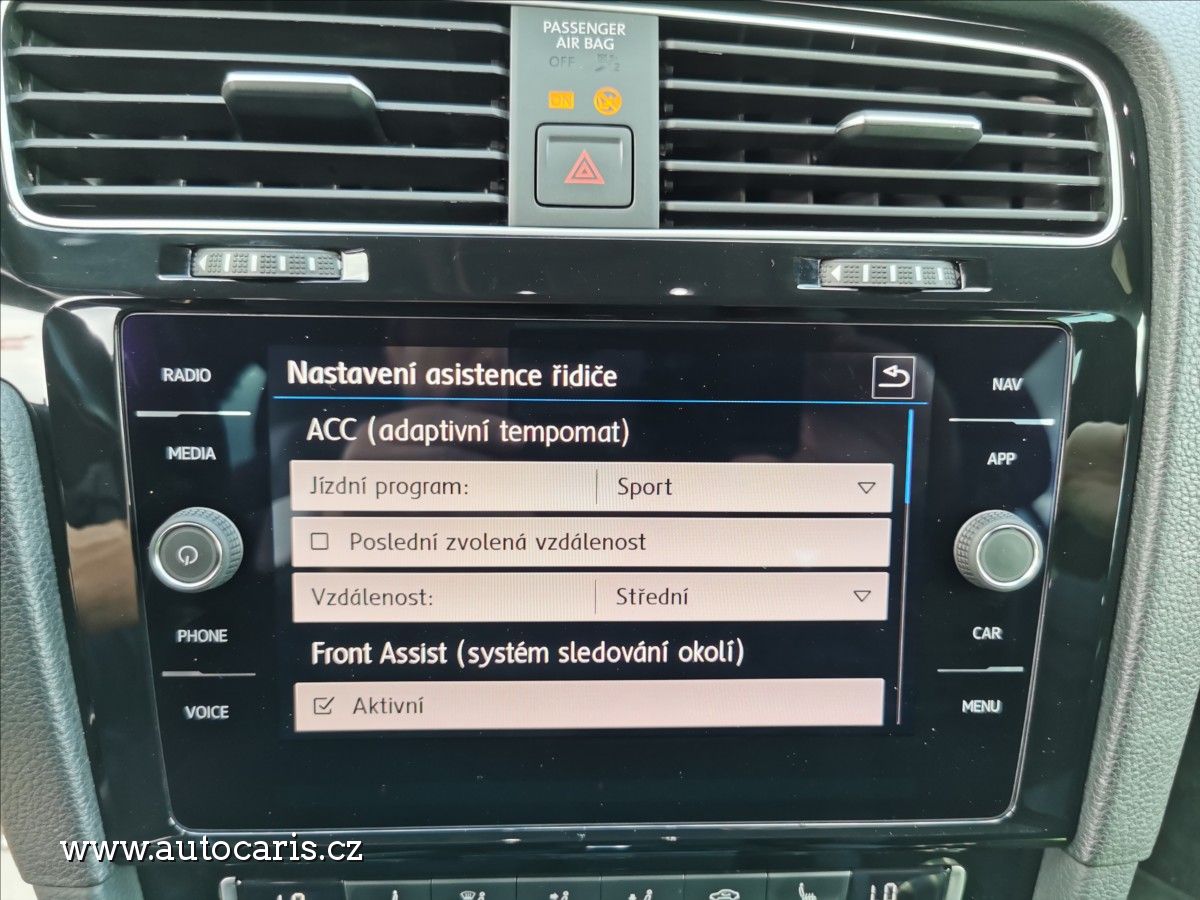 PASSENGER
AIR BAG
OFF
ON
RADIO
Nastavení asistence řidiče
NAV
MEDIA
ACC (adaptivní tempomat)
APP
Jízdní program: Sport
Poslední zvolená vzdálenost
Vzdálenost: Střední
PHONE
Front Assist (systém sledování okolí)
CAR
VOICE
Aktivní
MENU
www.autocaris.cz